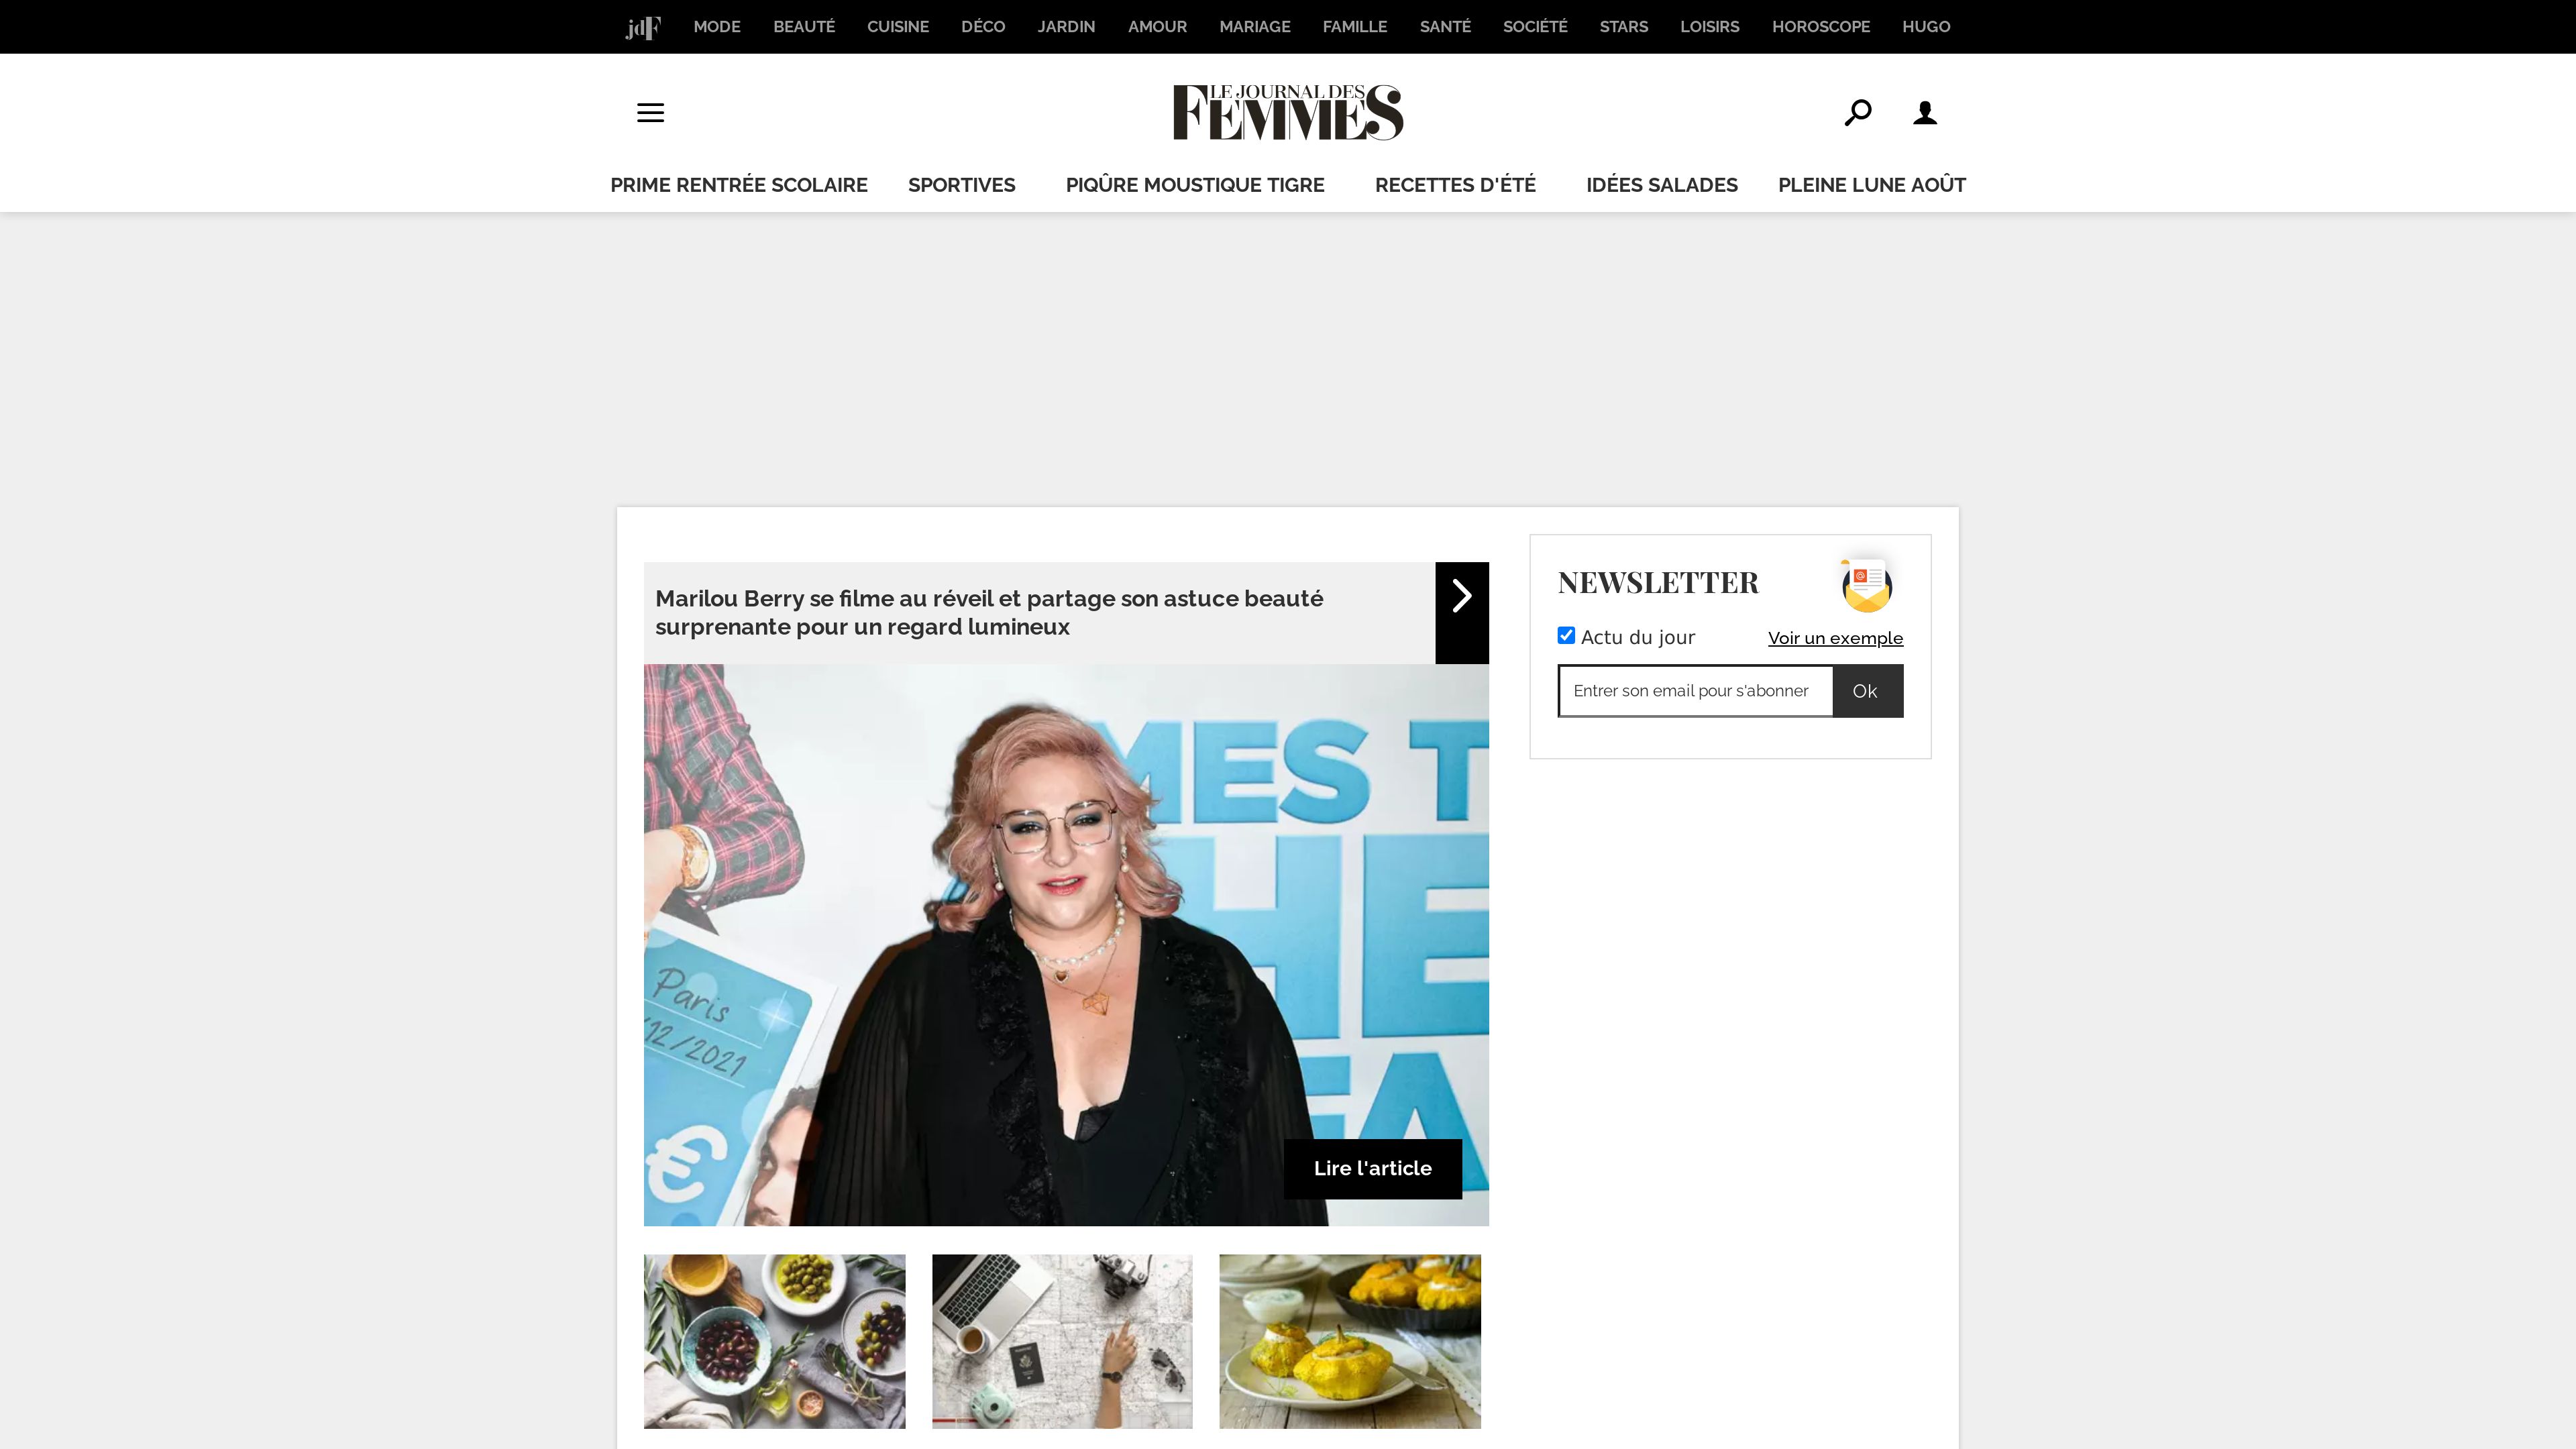 jdF MODE BEAUTÉ CUISINE DÉCO JARDIN AMOUR MARIAGE FAMILLE SANTÉ SOCIÉTÉ STARS LOISIRS HOROSCOPE HUGO
LE JOURNAL DES
FEMMES
PRIME RENTRÉE SCOLAIRE SPORTIVES PIQÛRE MOUSTIQUE TIGRE RECETTES D'ÉTÉ IDÉES SALADES PLEINE LUNE AOÛT
Marilou Berry se filme au réveil et partage son astuce beauté
surprenante pour un regard lumineux
MES T
HE
FA
Paris
/12/2021
€
Lire l'article
NEWSLETTER
Actu du jour Voir un exemple
Entrer son email pour s'abonner Ok